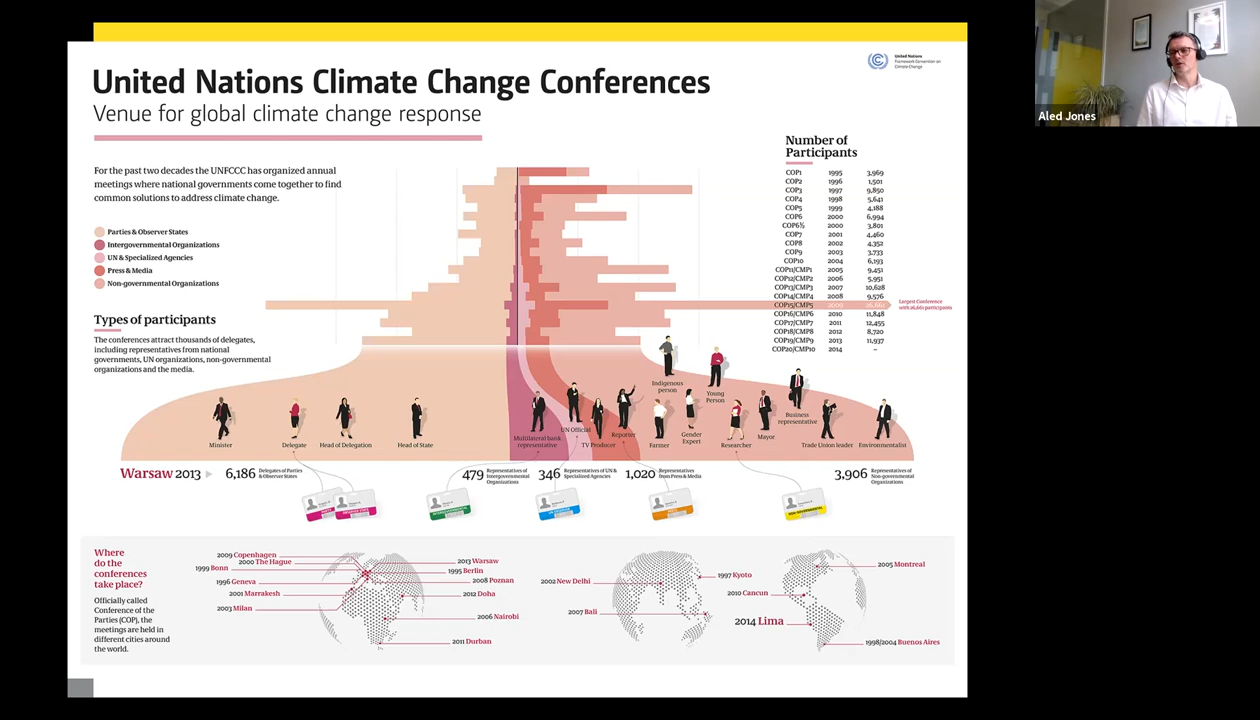 United Nations
Framework Convention on
Climate Change
United Nations Climate Change Conferences
Venue for global climate change response
Aled Jones
For the past two decades the UNFCCC has organized annual
meetings where national governments come together to find
common solutions to address climate change.
Parties & Observer States
Intergovernmental Organizations
UN & Specialized Agencies
Press & Media
Non-governmental Organizations
Types of participants
The conferences attract thousands of delegates,
including representatives from national
governments, UN organizations, non-governmental
organizations and the media.
Number of
Participants
COP1 1995 3,969
COP2 1996 1,501
COP3 1997 9,850
COP4 1998 5,641
COP5 1999 4,188
COP6 2000 6,994
COP6½ 2000 3,801
COP7 2001 4,460
COP8 2002 4,352
COP9 2003 3,733
COP10 2004 6,193
COP11/CMP1 2005 9,451
COP12/CMP2 2006 5,951
COP13/CMP3 2007 10,628
COP14/CMP4 2008 9,576
COP15/CMP5 2009 26,661
COP16/CMP6 2010 11,848
COP17/CMP7 2011 12,455
COP18/CMP8 2012 8,720
COP19/CMP9 2013 11,937
COP20/CMP10 2014 –
Largest Conference
with 26,661 participants
Minister
Delegate
Head of Delegation
Head of State
Multilateral bank
representative
UN Official
TV Producer
Reporter
Indigenous
person
Farmer
Gender
Expert
Young
Person
Researcher
Mayor
Business
representative
Trade Union leader
Environmentalist
Warsaw 2013
6,186 Delegates of Parties
& Observer States
479 Representatives of
Intergovernmental
Organizations
346 Representatives of UN &
Specialized Agencies
1,020 Representatives
from Press & Media
3,906 Representatives of
Non-governmental
Organizations
Where
do the
conferences
take place?
Officially called
Conference of the
Parties (COP), the
meetings are held in
different cities around
the world.
2009 Copenhagen
2000 The Hague
1999 Bonn
1996 Geneva
2001 Marrakesh
2003 Milan
2013 Warsaw
1995 Berlin
2008 Poznan
2012 Doha
2006 Nairobi
2011 Durban
2002 New Delhi
2007 Bali
1997 Kyoto
2010 Cancun
2014 Lima
2005 Montreal
1998/2004 Buenos Aires